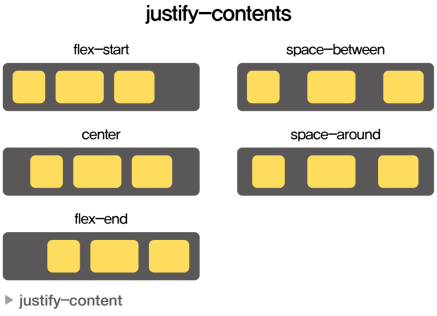 justify-contents
flex-start
space-between
center
space-around
flex-end
▶ justify-content